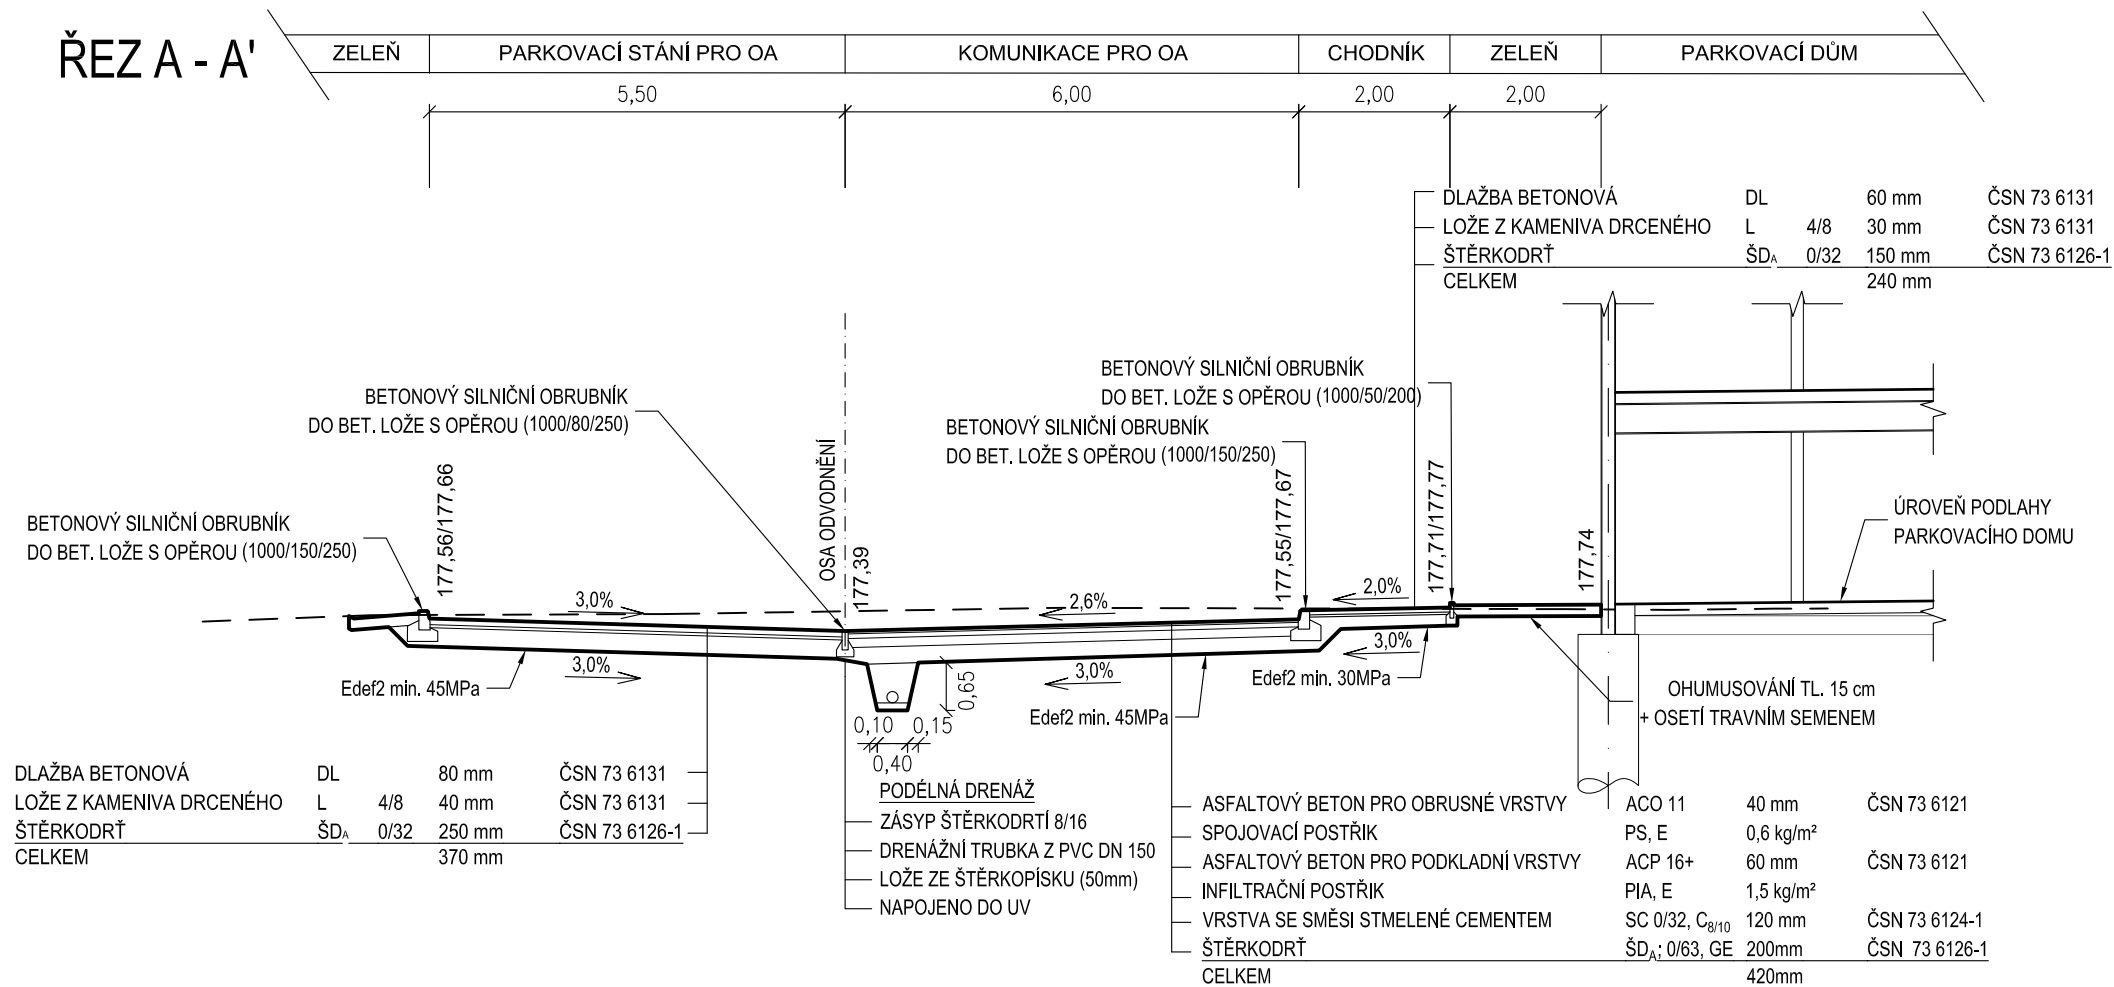 ŘEZ A - A'
ZELEŇ PARKOVACÍ STÁNÍ PRO OA KOMUNIKACE PRO OA CHODNÍK ZELEŇ PARKOVACÍ DŮM
5,50 6,00 2,00 2,00
DLAŽBA BETONOVÁ DL 60 mm ČSN 73 6131
LOŽE Z KAMENIVA DRCENÉHO L 4/8 30 mm ČSN 73 6131
ŠTĚRKODRŤ ŠDA 0/32 150 mm ČSN 73 6126-1
CELKEM 240 mm
BETONOVÝ SILNIČNÍ OBRUBNÍK
DO BET. LOŽE S OPĚROU (1000/50/200)
BETONOVÝ SILNIČNÍ OBRUBNÍK
DO BET. LOŽE S OPĚROU (1000/80/250)
BETONOVÝ SILNIČNÍ OBRUBNÍK
DO BET. LOŽE S OPĚROU (1000/150/250)
BETONOVÝ SILNIČNÍ OBRUBNÍK
DO BET. LOŽE S OPĚROU (1000/150/250)
177,56/177,66
OSA ODVODNĚNÍ
177,39
177,55/177,67
177,71/177,77
177,74
ÚROVEŇ PODLAHY
PARKOVACÍHO DOMU
3,0% 2,6% 2,0%
3,0% 3,0% 3,0%
Edef2 min. 45MPa
Edef2 min. 45MPa
Edef2 min. 30MPa
0,65
0,10 0,15
0,40
OHUMUSOVÁNÍ TL. 15 cm
+ OSETÍ TRAVNÍM SEMENEM
DLAŽBA BETONOVÁ DL 80 mm ČSN 73 6131
LOŽE Z KAMENIVA DRCENÉHO L 4/8 40 mm ČSN 73 6131
ŠTĚRKODRŤ ŠDA 0/32 250 mm ČSN 73 6126-1
CELKEM 370 mm
PODÉLNÁ DRENÁŽ
ZÁSYP ŠTĚRKODRTÍ 8/16
DRENÁŽNÍ TRUBKA Z PVC DN 150
LOŽE ZE ŠTĚRKOPÍSKU (50mm)
NAPOJENO DO UV
ASFALTOVÝ BETON PRO OBRUSNÉ VRSTVY ACO 11 40 mm ČSN 73 6121
SPOJOVACÍ POSTŘIK PS, E 0,6 kg/m²
ASFALTOVÝ BETON PRO PODKLADNÍ VRSTVY ACP 16+ 60 mm ČSN 73 6121
INFILTRAČNÍ POSTŘIK PIA, E 1,5 kg/m²
VRSTVA SE SMĚSI STMELENÉ CEMENTEM SC 0/32, C8/10 120 mm ČSN 73 6124-1
ŠTĚRKODRŤ ŠDA; 0/63, GE 200mm ČSN 73 6126-1
CELKEM 420mm